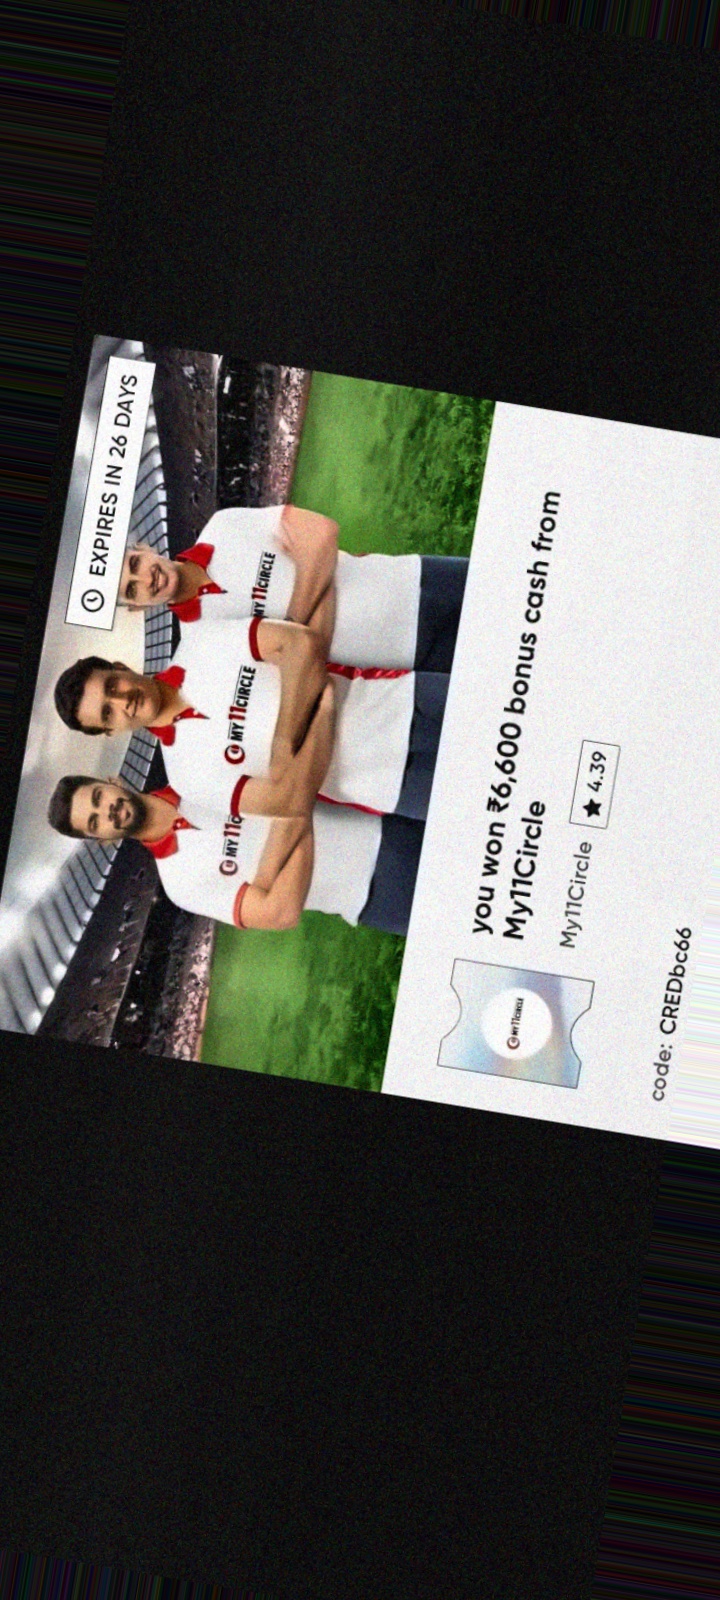 EXPIRES IN 26 DAYS
MY11CIRCLE
MY11CIRCLE
MY11C
you won ₹6,600 bonus cash from
My11Circle
My11Circle ★ 4.39
MY11CIRCLE
code: CREDbc66